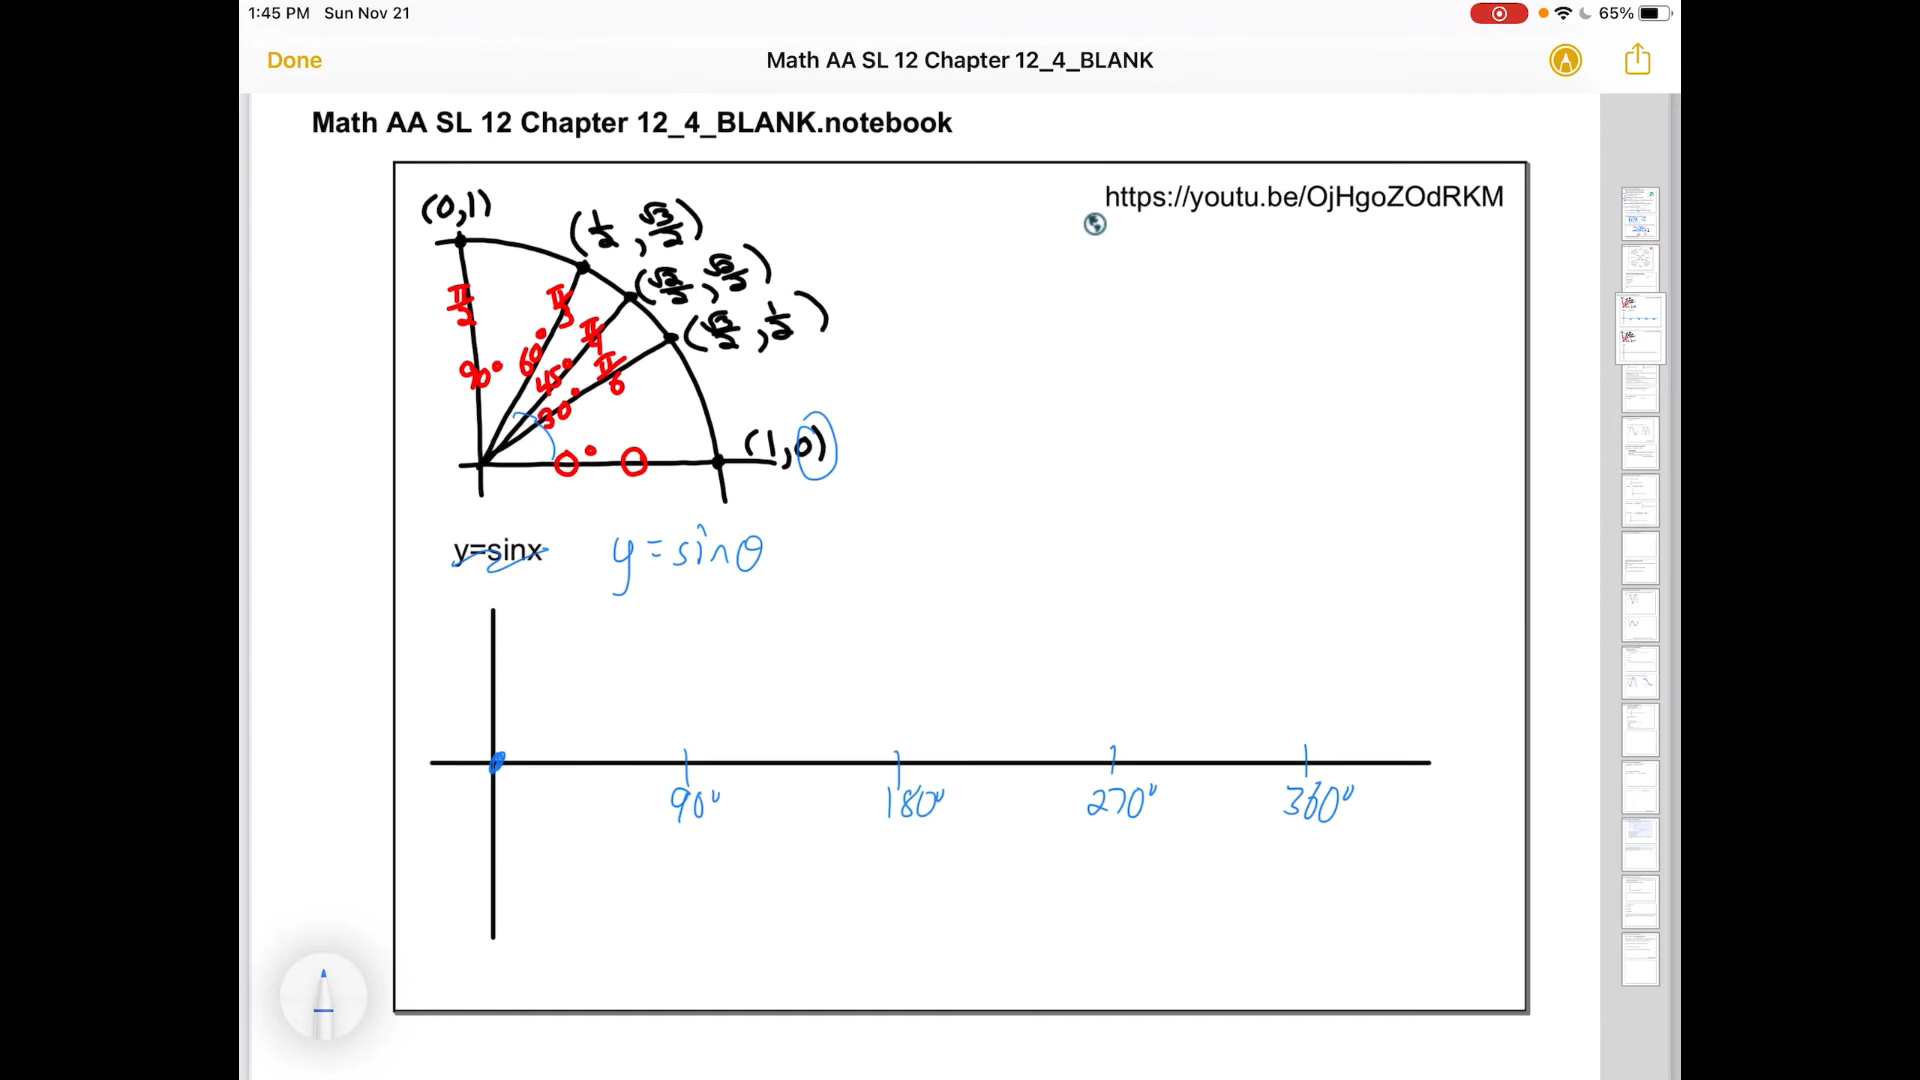 1:45 PM Sun Nov 21 65%
Done Math AA SL 12 Chapter 12_4_BLANK
Math AA SL 12 Chapter 12_4_BLANK.notebook
https://youtu.be/OjHgoZOdRKM
(0,1)
(1/2, √3/2)
(√2/2, √2/2)
(√3/2, 1/2)
π/2 π/3 π/4 π/6
90° 60° 45° 30°
0° 0
(1,0)
y=sinx y=sinθ
90° 180° 270° 360°